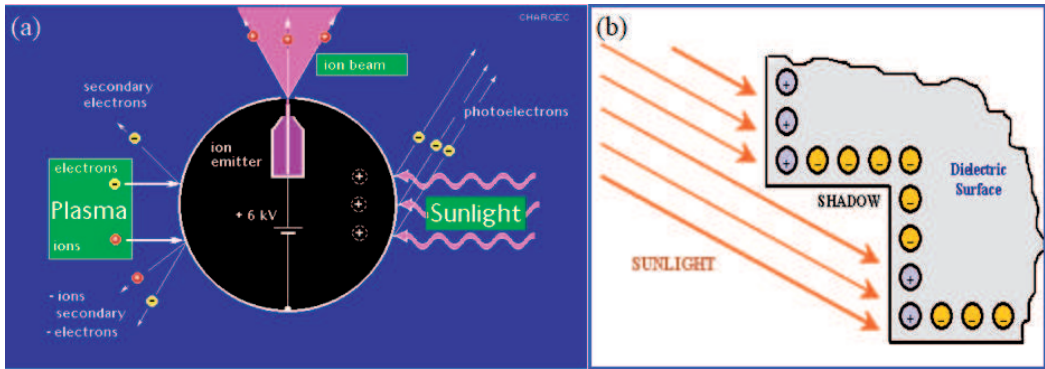 (a)
CHARGEC
ion beam
secondary
electrons
photoelectrons
ion
emitter
electrons
Plasma
ions
+ 6 kV
Sunlight
- ions
secondary
- electrons
(b)
Dielectric
Surface
SHADOW
SUNLIGHT